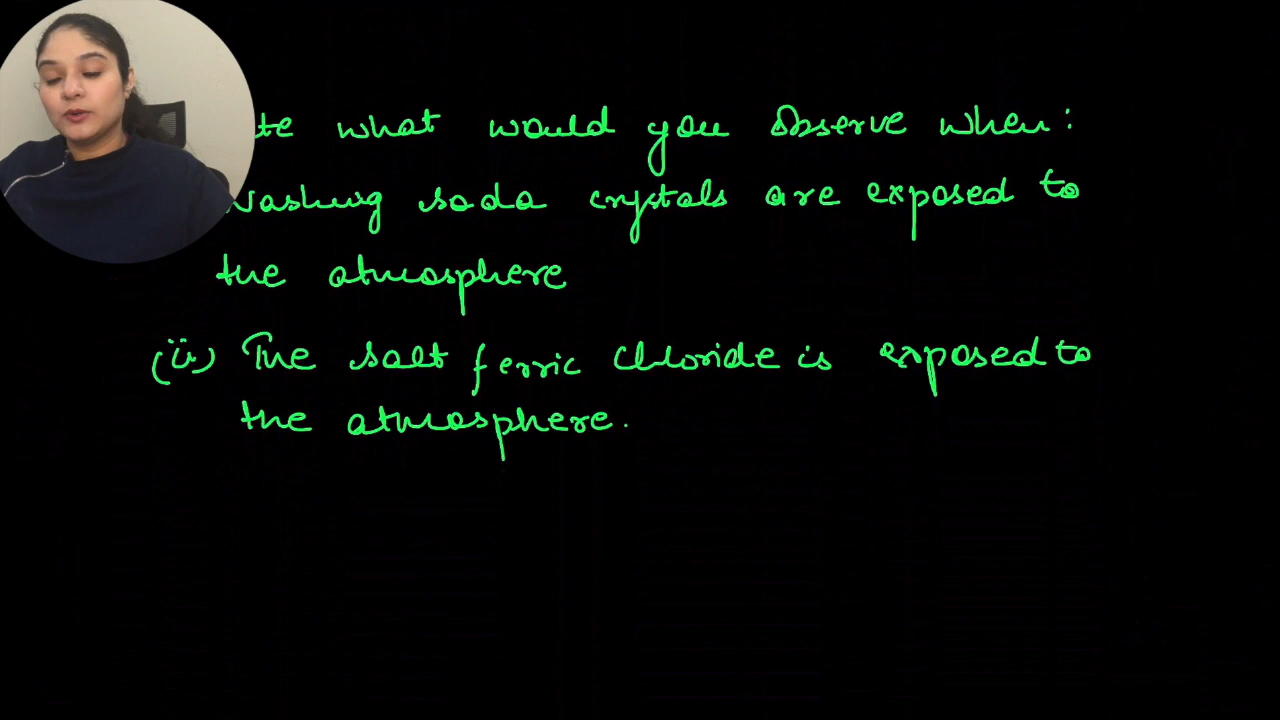 te what would you observe when:
washing soda crystals are exposed to
the atmosphere
(ii) The salt ferric chloride is exposed to
the atmosphere.